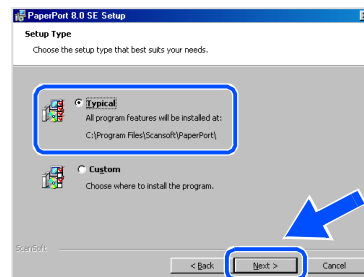 PaperPort 8.0 SE Setup
Setup Type
Choose the setup type that best suits your needs.
Typical
All program features will be installed at:
C:\Program Files\Scansoft\PaperPort\
Custom
Choose where to install the program.
ScanSoft
< Back
Next >
Cancel